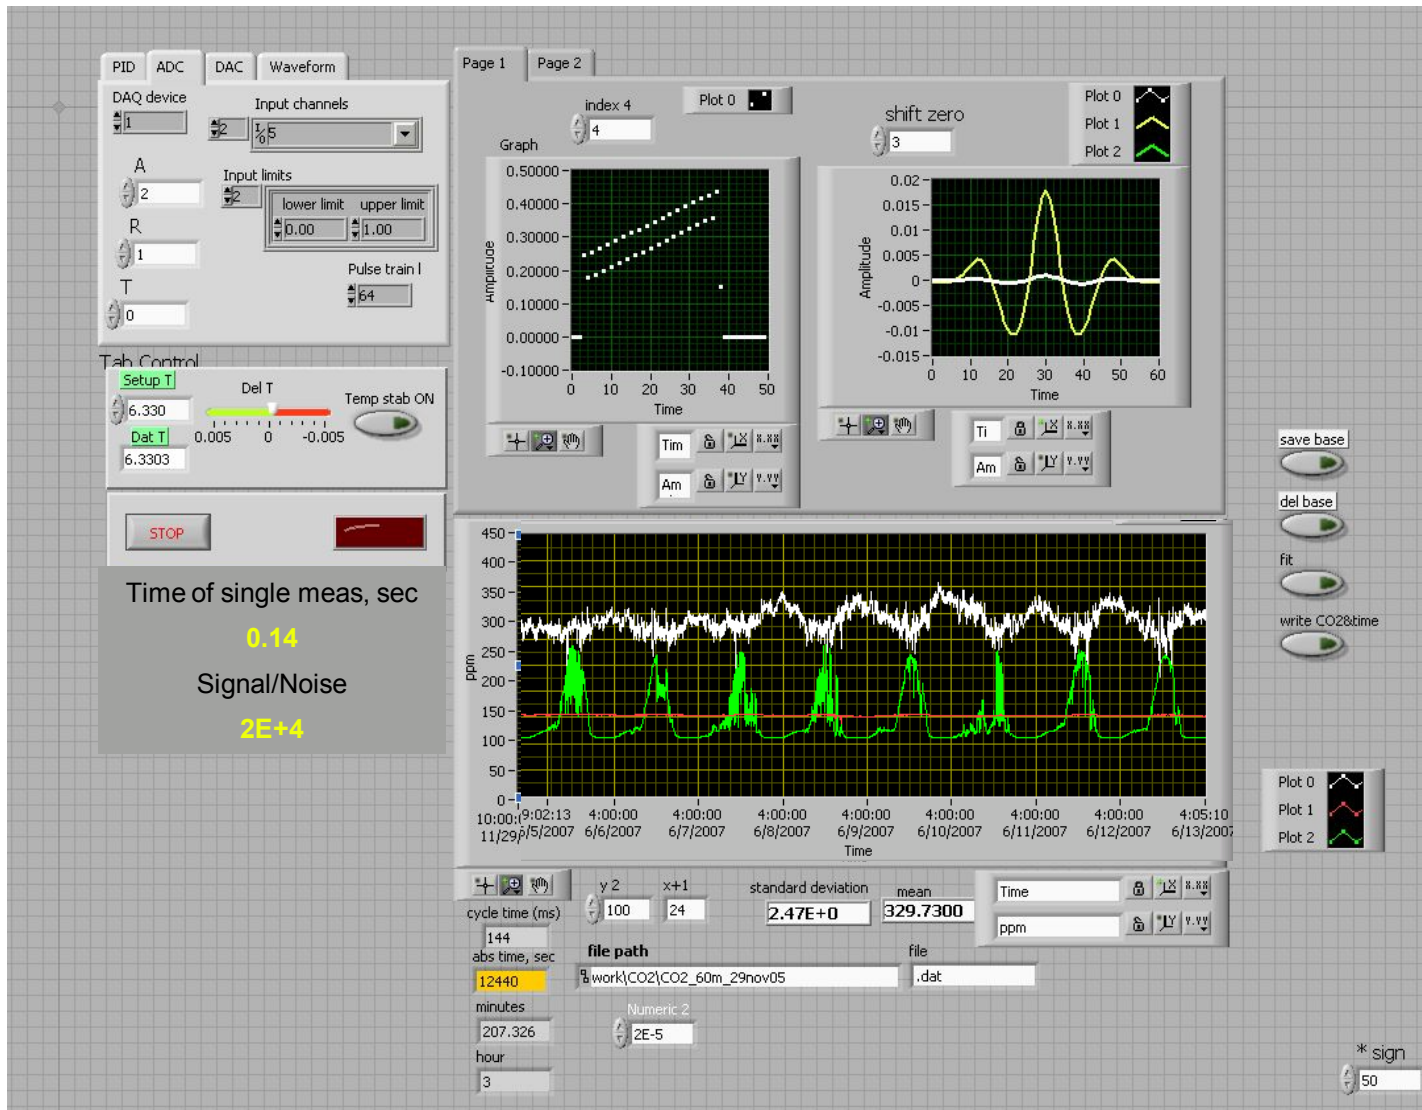 PID ADC DAC Waveform
DAQ device
1
Input channels
2 5
A
2
Input limits
2
lower limit upper limit
0.00 1.00
R
1
Pulse train l
64
T
0
Tab Control
Setup T
6.330
Del T
0.005 0 -0.005
Temp stab ON
Dat T
6.3303
STOP
Time of single meas, sec
0.14
Signal/Noise
2E+4
Page 1 Page 2
index 4
4
Plot 0
Graph
0.50000
0.40000
0.30000
0.20000
0.10000
0.00000
-0.10000
Amplitude
0 10 20 30 40 50
Time
Tim X.XX
Am Y.YY
shift zero
3
Plot 0
Plot 1
Plot 2
0.02
0.015
0.01
0.005
0
-0.005
-0.01
-0.015
Amplitude
0 10 20 30 40 50 60
Time
Ti X.XX
Am Y.YY
save base
del base
fit
write CO2&time
450
400
350
300
250
200
150
100
50
0
ppm
10:00:0 9:02:13 4:00:00 4:00:00 4:00:00 4:00:00 4:00:00 4:00:00 4:00:00 4:05:10
11/29/ 6/5/2007 6/6/2007 6/7/2007 6/8/2007 6/9/2007 6/10/2007 6/11/2007 6/12/2007 6/13/2007
Time
Plot 0
Plot 1
Plot 2
cycle time (ms)
144
y 2
100
x+1
24
standard deviation
2.47E+0
mean
329.7300
Time X.XX
ppm Y.YY
abs time, sec
12440
file path
work\CO2\CO2_60m_29nov05
file
.dat
minutes
207.326
Numeric 2
2E-5
hour
3
* sign
50